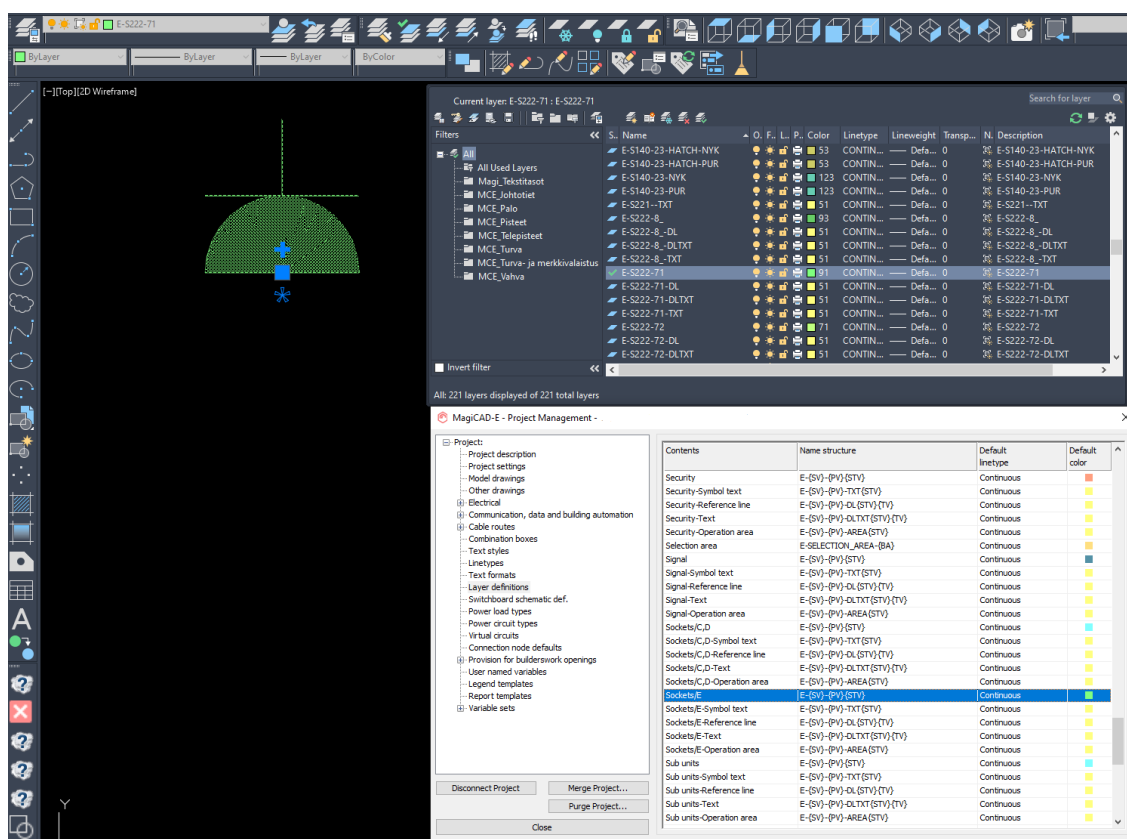 E-S222-71
ByLayer ByLayer ByLayer ByColor
[−][Top][2D Wireframe]
Y
A
Current layer: E-S222-71 : E-S222-71
Search for layer
Filters
All
All Used Layers
Magi_Tekstitasot
MCE_Johtotiet
MCE_Palo
MCE_Pisteet
MCE_Telepisteet
MCE_Turva
MCE_Turva- ja merkkivalaistus
MCE_Vahva
Invert filter
S.. Name O. F.. L.. P.. Color Linetype Lineweight Transp... N. Description
E-S140-23-HATCH-NYK 53 CONTIN... Defa... 0 E-S140-23-HATCH-NYK
E-S140-23-HATCH-PUR 53 CONTIN... Defa... 0 E-S140-23-HATCH-PUR
E-S140-23-NYK 123 CONTIN... Defa... 0 E-S140-23-NYK
E-S140-23-PUR 123 CONTIN... Defa... 0 E-S140-23-PUR
E-S221--TXT 51 CONTIN... Defa... 0 E-S221--TXT
E-S222-8_ 93 CONTIN... Defa... 0 E-S222-8_
E-S222-8_-DL 51 CONTIN... Defa... 0 E-S222-8_-DL
E-S222-8_-DLTXT 51 CONTIN... Defa... 0 E-S222-8_-DLTXT
E-S222-8_-TXT 51 CONTIN... Defa... 0 E-S222-8_-TXT
E-S222-71 91 CONTIN... Defa... 0 E-S222-71
E-S222-71-DL 51 CONTIN... Defa... 0 E-S222-71-DL
E-S222-71-DLTXT 51 CONTIN... Defa... 0 E-S222-71-DLTXT
E-S222-71-TXT 51 CONTIN... Defa... 0 E-S222-71-TXT
E-S222-72 71 CONTIN... Defa... 0 E-S222-72
E-S222-72-DL 51 CONTIN... Defa... 0 E-S222-72-DL
E-S222-72-DLTXT 51 CONTIN... Defa... 0 E-S222-72-DLTXT
All: 221 layers displayed of 221 total layers
MagiCAD-E - Project Management -
Project:
Project description
Project settings
Model drawings
Other drawings
Electrical
Communication, data and building automation
Cable routes
Combination boxes
Text styles
Linetypes
Text formats
Layer definitions
Switchboard schematic def.
Power load types
Power circuit types
Virtual circuits
Connection node defaults
Provision for builderswork openings
User named variables
Legend templates
Report templates
Variable sets
Disconnect Project Merge Project...
Purge Project...
Close
Contents Name structure Default linetype Default color
Security E-{SV}-{PV}{STV} Continuous
Security-Symbol text E-{SV}-{PV}-TXT{STV} Continuous
Security-Reference line E-{SV}-{PV}-DL{STV}{TV} Continuous
Security-Text E-{SV}-{PV}-DLTXT{STV}{TV} Continuous
Security-Operation area E-{SV}-{PV}-AREA{STV} Continuous
Selection area E-SELECTION_AREA-{BA} Continuous
Signal E-{SV}-{PV}{STV} Continuous
Signal-Symbol text E-{SV}-{PV}-TXT{STV} Continuous
Signal-Reference line E-{SV}-{PV}-DL{STV}{TV} Continuous
Signal-Text E-{SV}-{PV}-DLTXT{STV}{TV} Continuous
Signal-Operation area E-{SV}-{PV}-AREA{STV} Continuous
Sockets/C,D E-{SV}-{PV}{STV} Continuous
Sockets/C,D-Symbol text E-{SV}-{PV}-TXT{STV} Continuous
Sockets/C,D-Reference line E-{SV}-{PV}-DL{STV}{TV} Continuous
Sockets/C,D-Text E-{SV}-{PV}-DLTXT{STV}{TV} Continuous
Sockets/C,D-Operation area E-{SV}-{PV}-AREA{STV} Continuous
Sockets/E E-{SV}-{PV}{STV} Continuous
Sockets/E-Symbol text E-{SV}-{PV}-TXT{STV} Continuous
Sockets/E-Reference line E-{SV}-{PV}-DL{STV}{TV} Continuous
Sockets/E-Text E-{SV}-{PV}-DLTXT{STV}{TV} Continuous
Sockets/E-Operation area E-{SV}-{PV}-AREA{STV} Continuous
Sub units E-{SV}-{PV}{STV} Continuous
Sub units-Symbol text E-{SV}-{PV}-TXT{STV} Continuous
Sub units-Reference line E-{SV}-{PV}-DL{STV}{TV} Continuous
Sub units-Text E-{SV}-{PV}-DLTXT{STV}{TV} Continuous
Sub units-Operation area E-{SV}-{PV}-AREA{STV} Continuous